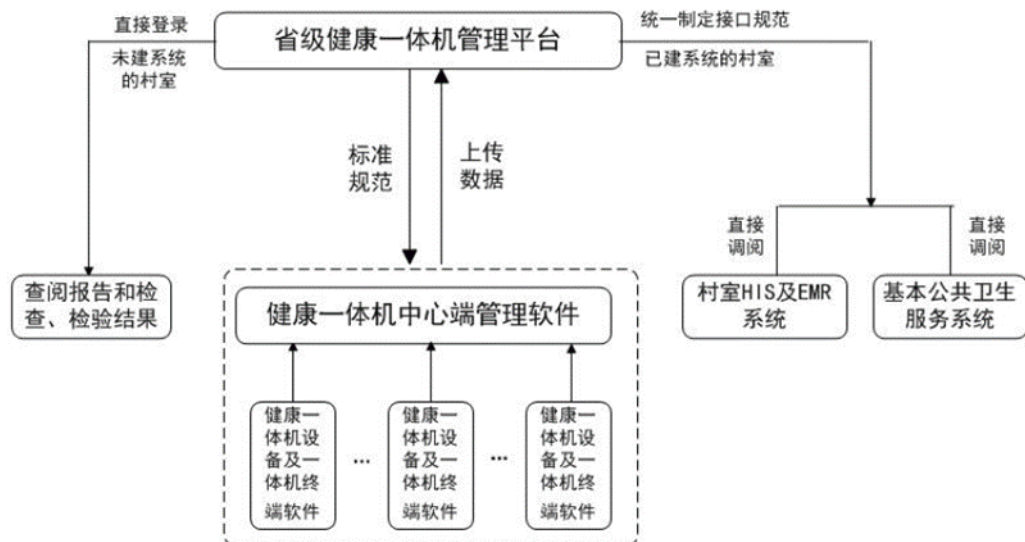 直接登录
未建系统
的村室
省级健康一体机管理平台
统一制定接口规范
已建系统的村室
标准
规范
上传
数据
直接
调阅
直接
调阅
查阅报告和检
查、检验结果
健康一体机中心端管理软件
村室HIS及EMR
系统
基本公共卫生
服务系统
健康一
体机设
备及一
体机终
端软件
...
健康一
体机设
备及一
体机终
端软件
...
健康一
体机设
备及一
体机终
端软件